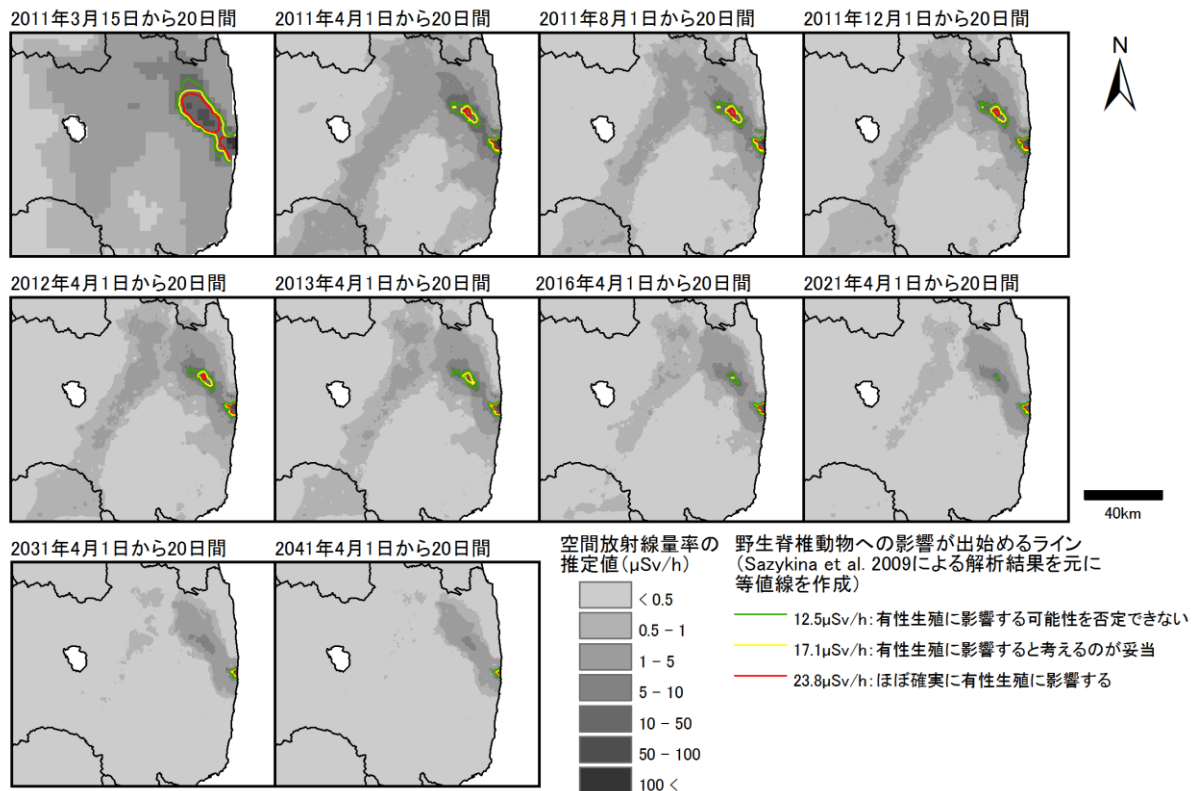 2011年3月15日から20日間
2011年4月1日から20日間
2011年8月1日から20日間
2011年12月1日から20日間
N
2012年4月1日から20日間
2013年4月1日から20日間
2016年4月1日から20日間
2021年4月1日から20日間
40km
2031年4月1日から20日間
2041年4月1日から20日間
空間放射線量率の
推定値(μSv/h)
< 0.5
0.5 − 1
1 − 5
5 − 10
10 − 50
50 − 100
100 <
野生脊椎動物への影響が出始めるライン
(Sazykina et al. 2009による解析結果を元に
等値線を作成)
12.5μSv/h:有性生殖に影響する可能性を否定できない
17.1μSv/h:有性生殖に影響すると考えるのが妥当
23.8μSv/h:ほぼ確実に有性生殖に影響する